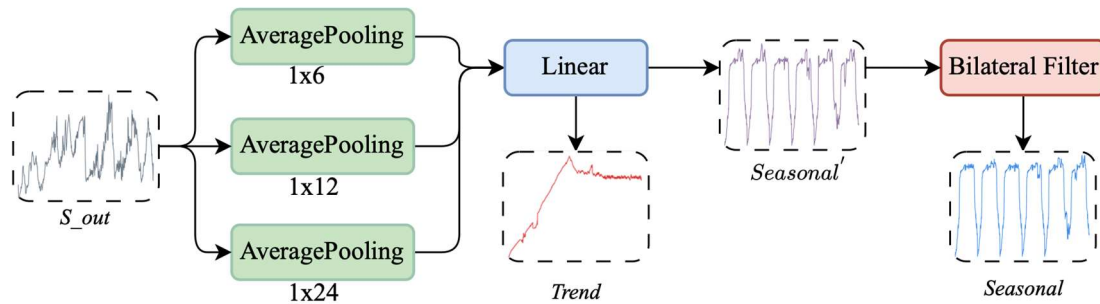 AveragePooling
1x6
AveragePooling
1x12
AveragePooling
1x24
S_out
Linear
Trend
Seasonal′
Bilateral Filter
Seasonal